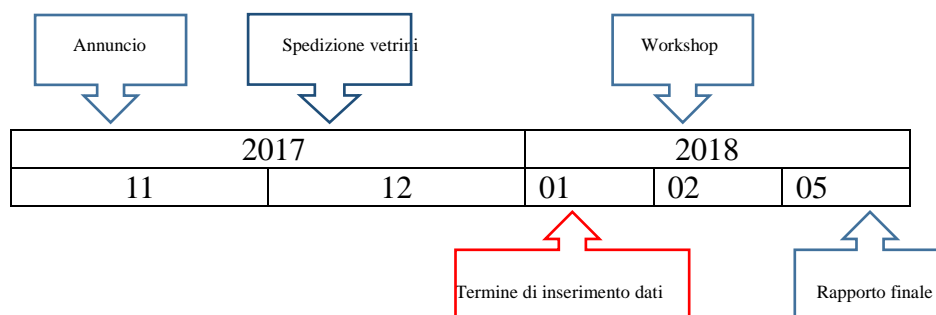 Annuncio
Spedizione vetrini
Workshop
2017 2018
11 12 01 02 05
Termine di inserimento dati
Rapporto finale